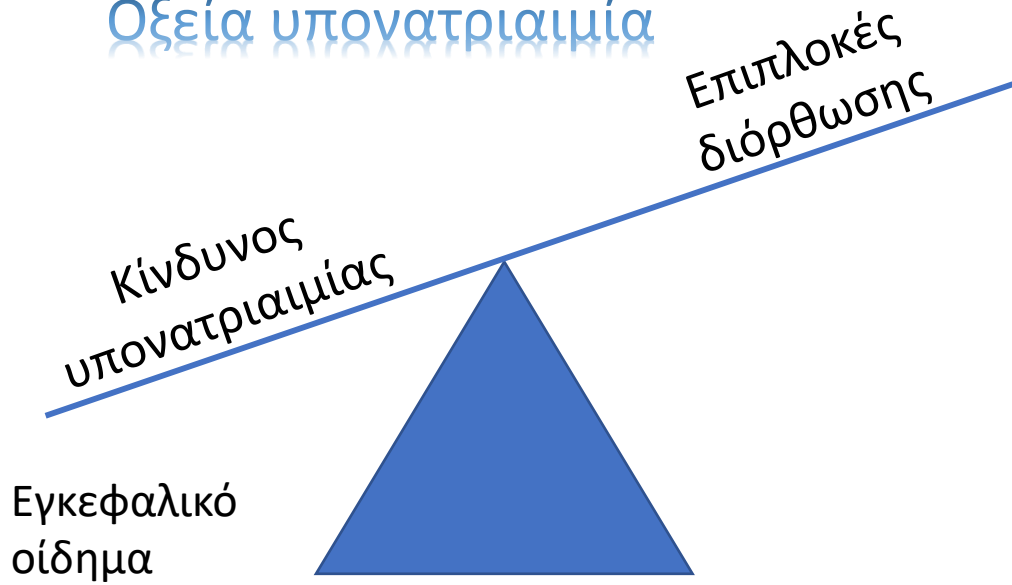 Οξεία υπονατριαιμία
Επιπλοκές
διόρθωσης
Κίνδυνος
υπονατριαιμίας
Εγκεφαλικό
οίδημα